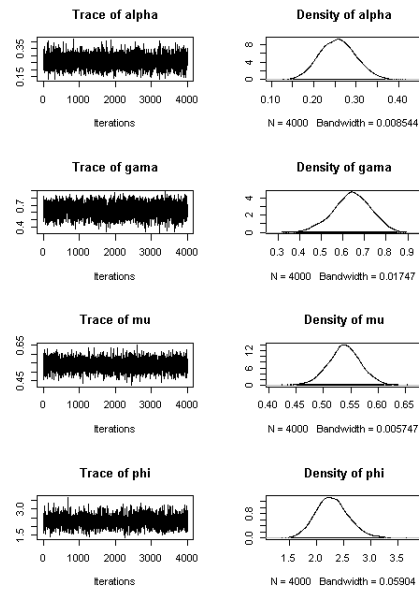 Trace of alpha
0.15 0.35
0 1000 2000 3000 4000
Iterations
Density of alpha
0 4 8
0.10 0.20 0.30 0.40
N = 4000 Bandwidth = 0.008544
Trace of gama
0.4 0.7
0 1000 2000 3000 4000
Iterations
Density of gama
0 2 4
0.3 0.4 0.5 0.6 0.7 0.8 0.9
N = 4000 Bandwidth = 0.01747
Trace of mu
0.45 0.65
0 1000 2000 3000 4000
Iterations
Density of mu
0 6 12
0.40 0.45 0.50 0.55 0.60 0.65
N = 4000 Bandwidth = 0.005747
Trace of phi
1.5 3.0
0 1000 2000 3000 4000
Iterations
Density of phi
0.0 0.8
1.5 2.0 2.5 3.0 3.5
N = 4000 Bandwidth = 0.05904